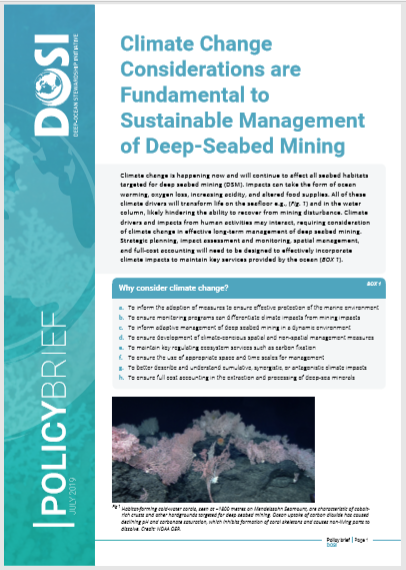 DOSI
DEEP-OCEAN STEWARDSHIP INITIATIVE
POLICYBRIEF
JULY 2019
Climate Change
Considerations are
Fundamental to
Sustainable Management
of Deep-Seabed Mining
Climate change is happening now and will continue to affect all seabed habitats
targeted for deep seabed mining (DSM). Impacts can take the form of ocean
warming, oxygen loss, increasing acidity, and altered food supplies. All of these
climate drivers will transform life on the seafloor e.g., (Fig. 1) and in the water
column, likely hindering the ability to recover from mining disturbance. Climate
drivers and impacts from human activities may interact, requiring consideration
of climate change in effective long-term management of deep seabed mining.
Strategic planning, impact assessment and monitoring, spatial management,
and full-cost accounting will need to be designed to effectively incorporate
climate impacts to maintain key services provided by the ocean (BOX 1).
BOX 1
Why consider climate change?
a. To inform the adoption of measures to ensure effective protection of the marine environment
b. To ensure monitoring programs can differentiate climate impacts from mining impacts
c. To inform adaptive management of deep seabed mining in a dynamic environment
d. To ensure development of climate-conscious spatial and non-spatial management measures
e. To maintain key regulating ecosystem services such as carbon fixation
f. To ensure the use of appropriate space and time scales for management
g. To better describe and understand cumulative, synergistic, or antagonistic climate impacts
h. To ensure full cost accounting in the extraction and processing of deep-sea minerals
Fig 1 Habitat-forming coldwater corals, seen at ~1800 metres on Mendelssohn Seamount, are characteristic of cobalt-
rich crusts and other hardgrounds targeted for deep seabed mining. Ocean uptake of carbon dioxide has caused
declining pH and carbonate saturation, which inhibits formation of coral skeletons and causes non-living parts to
dissolve. Credit: NOAA OER.
Policy brief | Page 1
DOSI